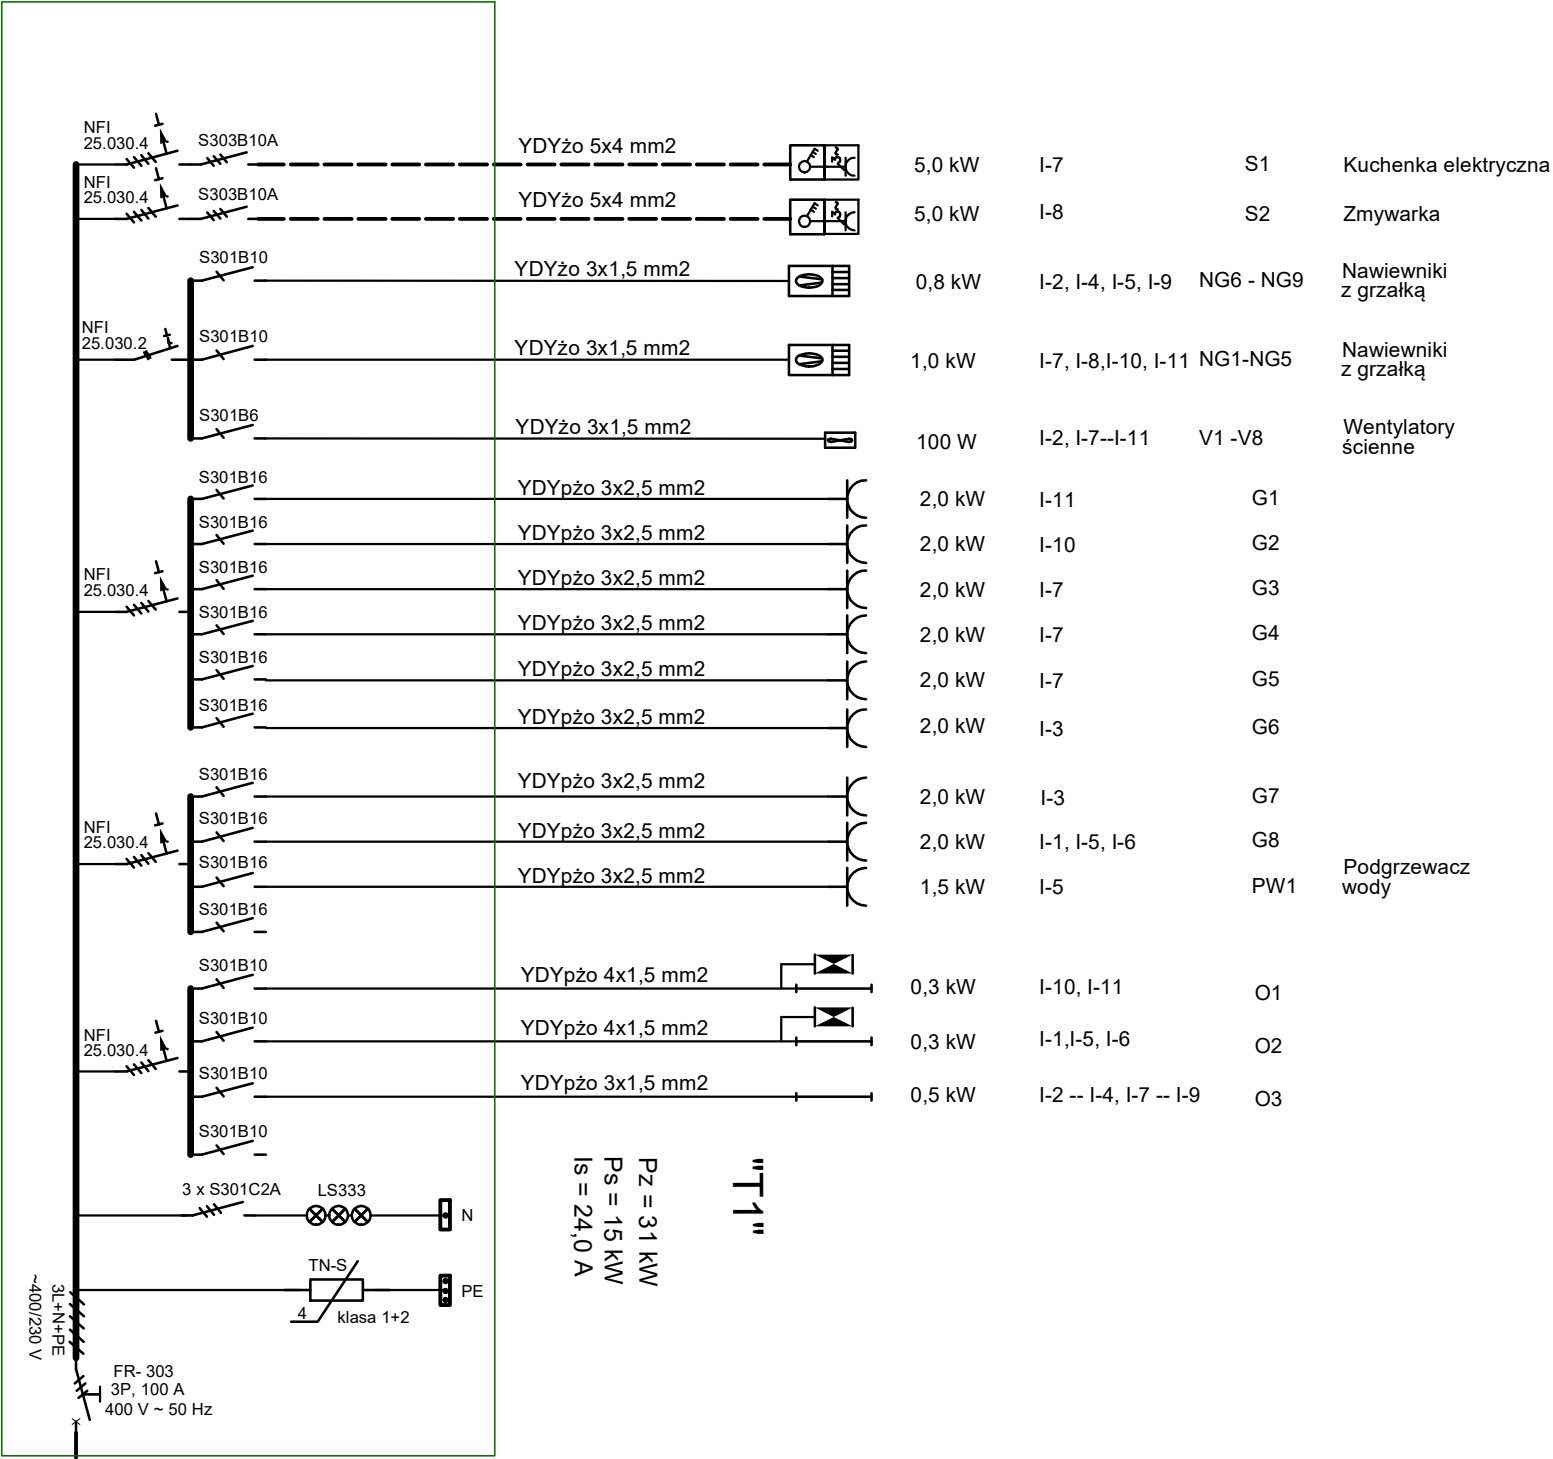 NFI
25.030.4
S303B10A
YDYżo 5x4 mm2
5,0 kW
I-7
S1
Kuchenka elektryczna
NFI
25.030.4
S303B10A
YDYżo 5x4 mm2
5,0 kW
I-8
S2
Zmywarka
S301B10
YDYżo 3x1,5 mm2
0,8 kW
I-2, I-4, I-5, I-9
NG6 - NG9
Nawiewniki
z grzałką
NFI
25.030.2
S301B10
YDYżo 3x1,5 mm2
1,0 kW
I-7, I-8,I-10, I-11
NG1-NG5
Nawiewniki
z grzałką
S301B6
YDYżo 3x1,5 mm2
100 W
I-2, I-7--I-11
V1 -V8
Wentylatory
ścienne
S301B16
YDYpżo 3x2,5 mm2
2,0 kW
I-11
G1
S301B16
YDYpżo 3x2,5 mm2
2,0 kW
I-10
G2
NFI
25.030.4
S301B16
YDYpżo 3x2,5 mm2
2,0 kW
I-7
G3
S301B16
YDYpżo 3x2,5 mm2
2,0 kW
I-7
G4
S301B16
YDYpżo 3x2,5 mm2
2,0 kW
I-7
G5
S301B16
YDYpżo 3x2,5 mm2
2,0 kW
I-3
G6
S301B16
YDYpżo 3x2,5 mm2
2,0 kW
I-3
G7
NFI
25.030.4
S301B16
YDYpżo 3x2,5 mm2
2,0 kW
I-1, I-5, I-6
G8
S301B16
YDYpżo 3x2,5 mm2
1,5 kW
I-5
PW1
Podgrzewacz
wody
S301B16
S301B10
YDYpżo 4x1,5 mm2
0,3 kW
I-10, I-11
O1
NFI
25.030.4
S301B10
YDYpżo 4x1,5 mm2
0,3 kW
I-1,I-5, I-6
O2
S301B10
YDYpżo 3x1,5 mm2
0,5 kW
I-2 -- I-4, I-7 -- I-9
O3
S301B10
3 x S301C2A
LS333
N
TN-S
4
klasa 1+2
PE
"T1"
Pz = 31 kW
Ps = 15 kW
Is = 24,0 A
3L+N+PE
~400/230 V
FR- 303
3P, 100 A
400 V ~ 50 Hz